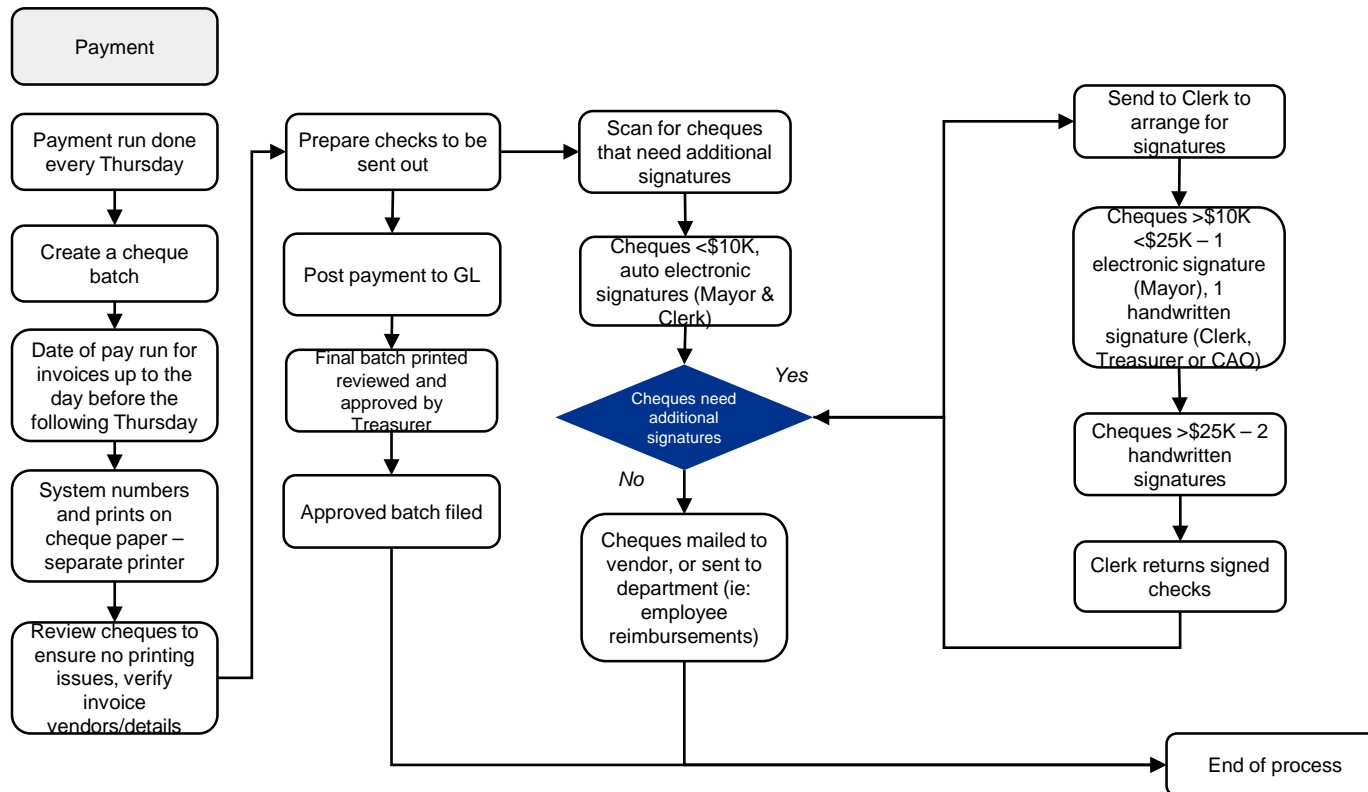 Payment
Payment run done
every Thursday
Create a cheque
batch
Date of pay run for
invoices up to the
day before the
following Thursday
System numbers
and prints on
cheque paper –
separate printer
Review cheques to
ensure no printing
issues, verify
invoice
vendors/details
Prepare checks to be
sent out
Post payment to GL
Final batch printed
reviewed and
approved by
Treasurer
Approved batch filed
Scan for cheques
that need additional
signatures
Cheques <$10K,
auto electronic
signatures (Mayor &
Clerk)
Cheques need
additional
signatures
Yes
No
Cheques mailed to
vendor, or sent to
department (ie:
employee
reimbursements)
Send to Clerk to
arrange for
signatures
Cheques >$10K
<$25K – 1
electronic signature
(Mayor), 1
handwritten
signature (Clerk,
Treasurer or CAO)
Cheques >$25K – 2
handwritten
signatures
Clerk returns signed
checks
End of process